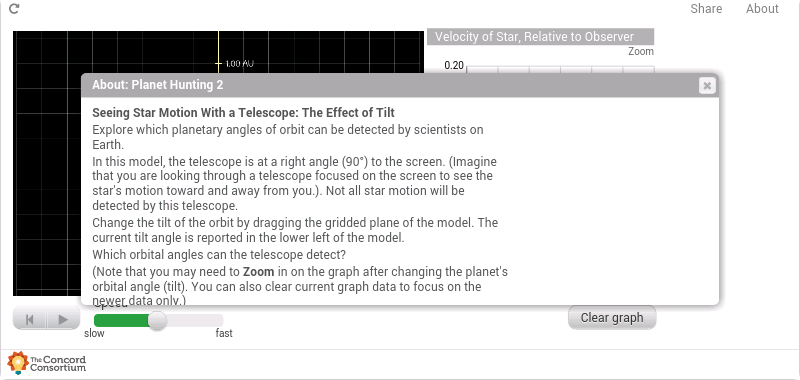 Share About
Velocity of Star, Relative to Observer
Zoom
1.00 AU
0.20
About: Planet Hunting 2
Seeing Star Motion With a Telescope: The Effect of Tilt
Explore which planetary angles of orbit can be detected by scientists on
Earth.
In this model, the telescope is at a right angle (90°) to the screen. (Imagine
that you are looking through a telescope focused on the screen to see the
star's motion toward and away from you.). Not all star motion will be
detected by this telescope.
Change the tilt of the orbit by dragging the gridded plane of the model. The
current tilt angle is reported in the lower left of the model.
Which orbital angles can the telescope detect?
(Note that you may need to Zoom in on the graph after changing the planet's
orbital angle (tilt). You can also clear current graph data to focus on the
newer data only.)
slow fast
Clear graph
The Concord
Consortium